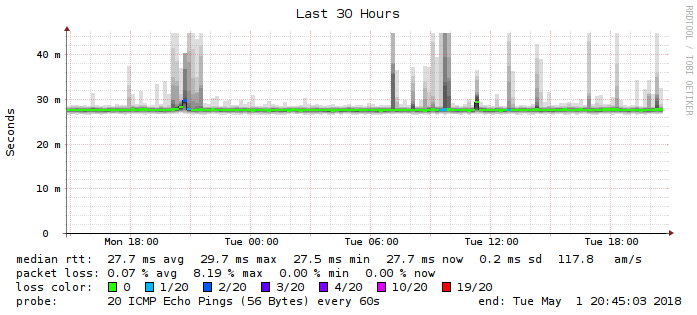 Last 30 Hours
RRDTOOL / TOBI OETIKER
Seconds
40 m
30 m
20 m
10 m
0
Mon 18:00 Tue 00:00 Tue 06:00 Tue 12:00 Tue 18:00
median rtt: 27.7 ms avg 29.7 ms max 27.5 ms min 27.7 ms now 0.2 ms sd 117.8 am/s
packet loss: 0.07 % avg 8.19 % max 0.00 % min 0.00 % now
loss color: 0 1/20 2/20 3/20 4/20 10/20 19/20
probe: 20 ICMP Echo Pings (56 Bytes) every 60s end: Tue May 1 20:45:03 2018